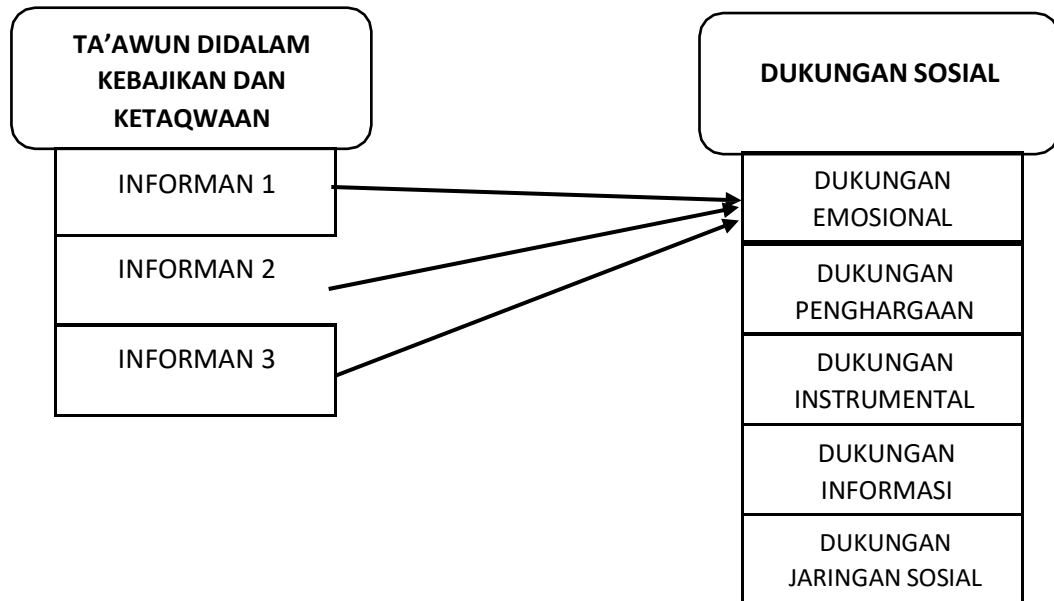 TA’AWUN DIDALAM
KEBAJIKAN DAN
KETAQWAAN
INFORMAN 1
INFORMAN 2
INFORMAN 3
DUKUNGAN SOSIAL
DUKUNGAN
EMOSIONAL
DUKUNGAN
PENGHARGAAN
DUKUNGAN
INSTRUMENTAL
DUKUNGAN
INFORMASI
DUKUNGAN
JARINGAN SOSIAL